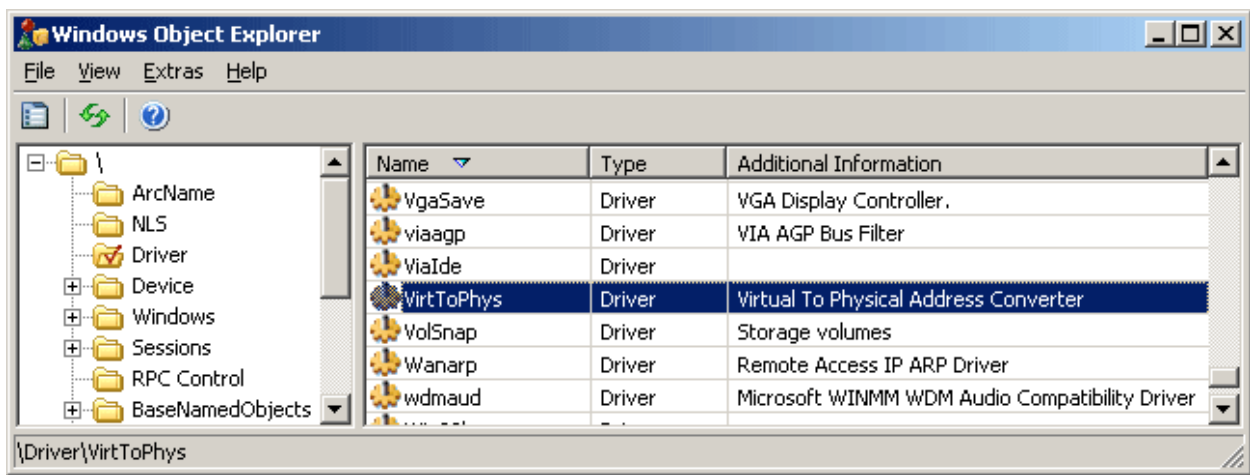 Windows Object Explorer
File View Extras Help
\
ArcName
NLS
Driver
Device
Windows
Sessions
RPC Control
BaseNamedObjects
Name Type Additional Information
VgaSave Driver VGA Display Controller.
viaagp Driver VIA AGP Bus Filter
ViaIde Driver
VirtToPhys Driver Virtual To Physical Address Converter
VolSnap Driver Storage volumes
Wanarp Driver Remote Access IP ARP Driver
wdmaud Driver Microsoft WINMM WDM Audio Compatibility Driver
\Driver\VirtToPhys